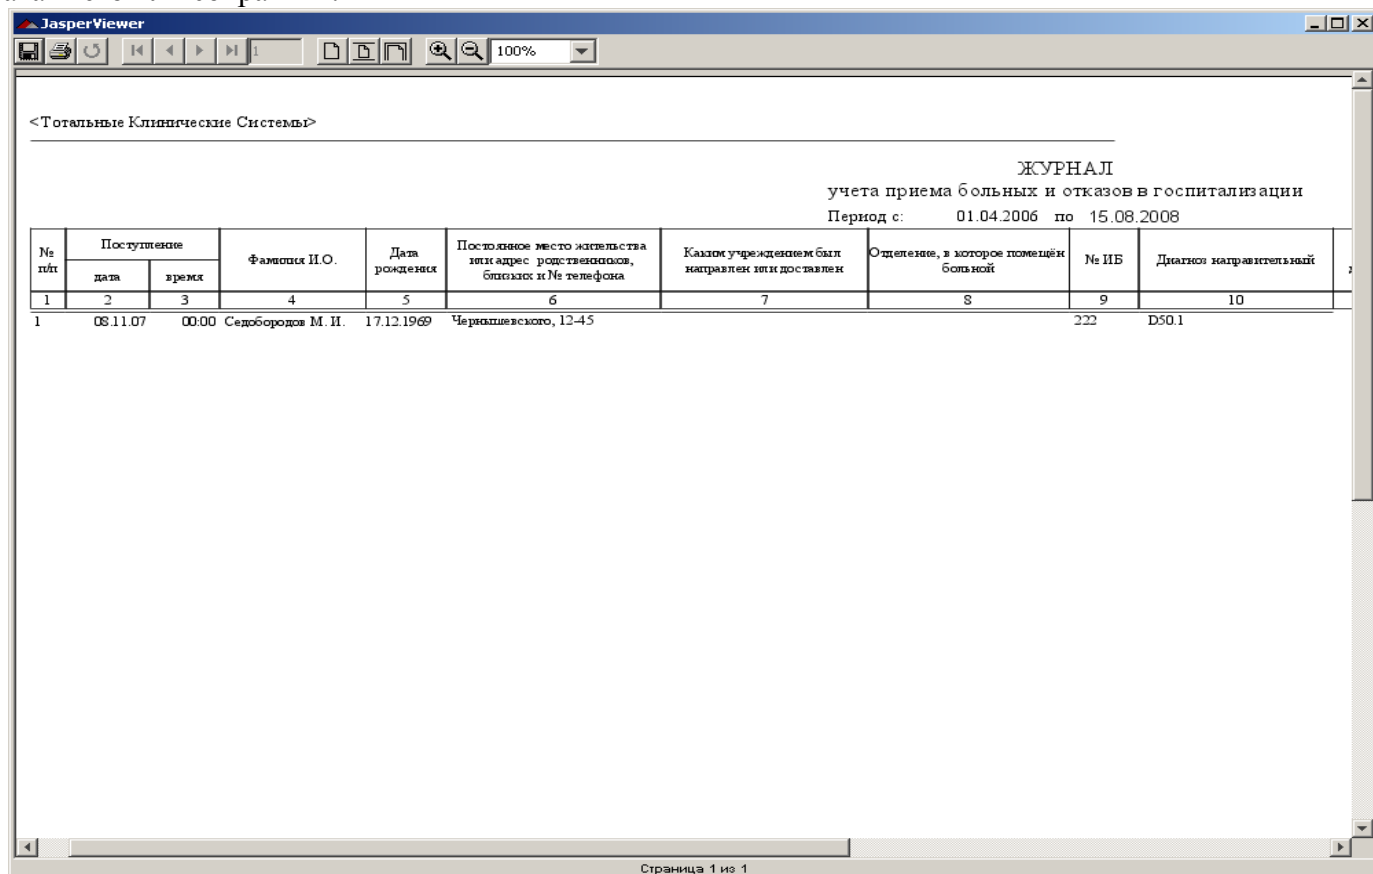 JasperViewer
1
100%
<Тотальные Клинические Системы>
ЖУРНАЛ
учета приема больных и отказов в госпитализации
Период с: 01.04.2006 по 15.08.2008
№ п/п
Поступление
дата
время
Фамилия И.О.
Дата рождения
Постоянное место жительства
или адрес родственников,
близких и № телефона
Каким учреждением был
направлен или доставлен
Отделение, в которое помещён
больной
№ ИБ
Диагноз направительный
1 2 3 4 5 6 7 8 9 10
1 08.11.07 00:00 Седобородов М. И. 17.12.1969 Чернышевского, 12-45 222 D50.1
Страница 1 из 1